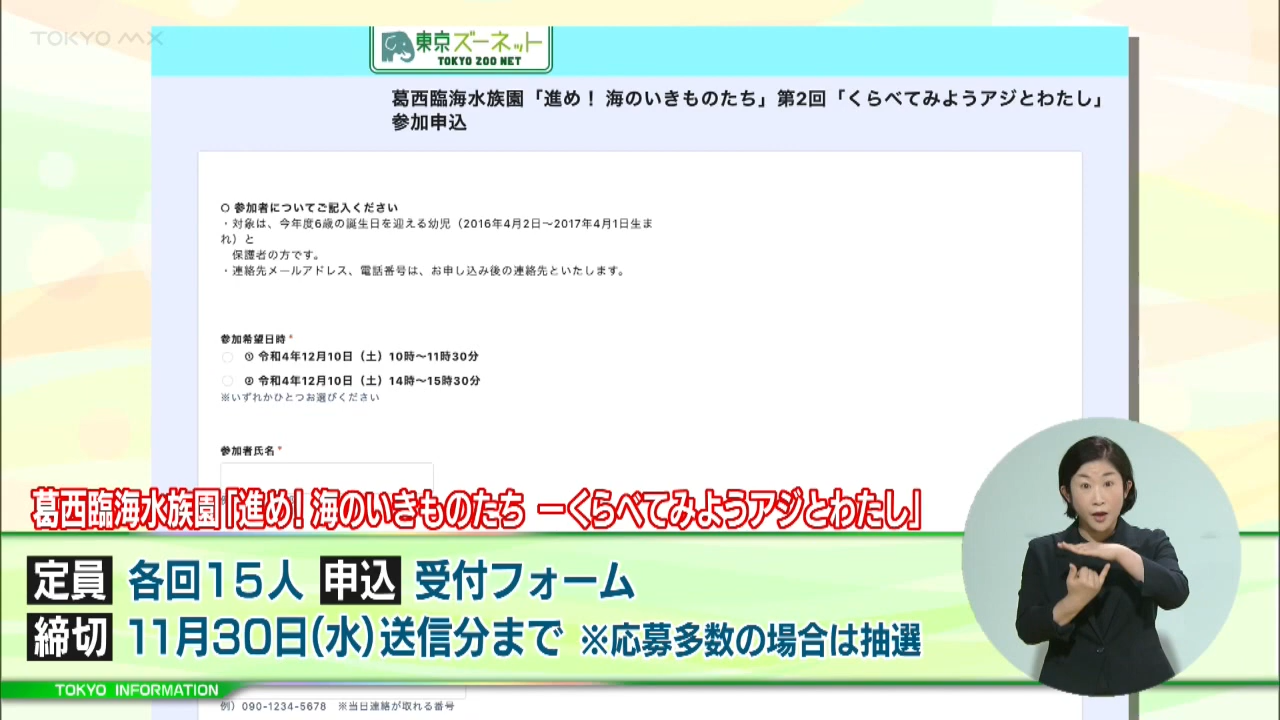 TOKYO MX
東京ズーネット
TOKYO ZOO NET
葛西臨海水族園「進め！ 海のいきものたち」第2回「くらべてみようアジとわたし」
参加申込
○ 参加者についてご記入ください
・対象は、今年度6歳の誕生日を迎える幼児（2016年4月2日〜2017年4月1日生ま
れ）と
保護者の方です。
・連絡先メールアドレス、電話番号は、お申し込み後の連絡先といたします。
参加希望日時*
① 令和4年12月10日（土）10時〜11時30分
② 令和4年12月10日（土）14時〜15時30分
※いずれかひとつお選びください
参加者氏名*
葛西臨海水族園「進め! 海のいきものたち ーくらべてみようアジとわたし」
定員 各回15人 申込 受付フォーム
締切 11月30日(水)送信分まで ※応募多数の場合は抽選
TOKYO INFORMATION
例）090-1234-5678 ※当日連絡が取れる番号